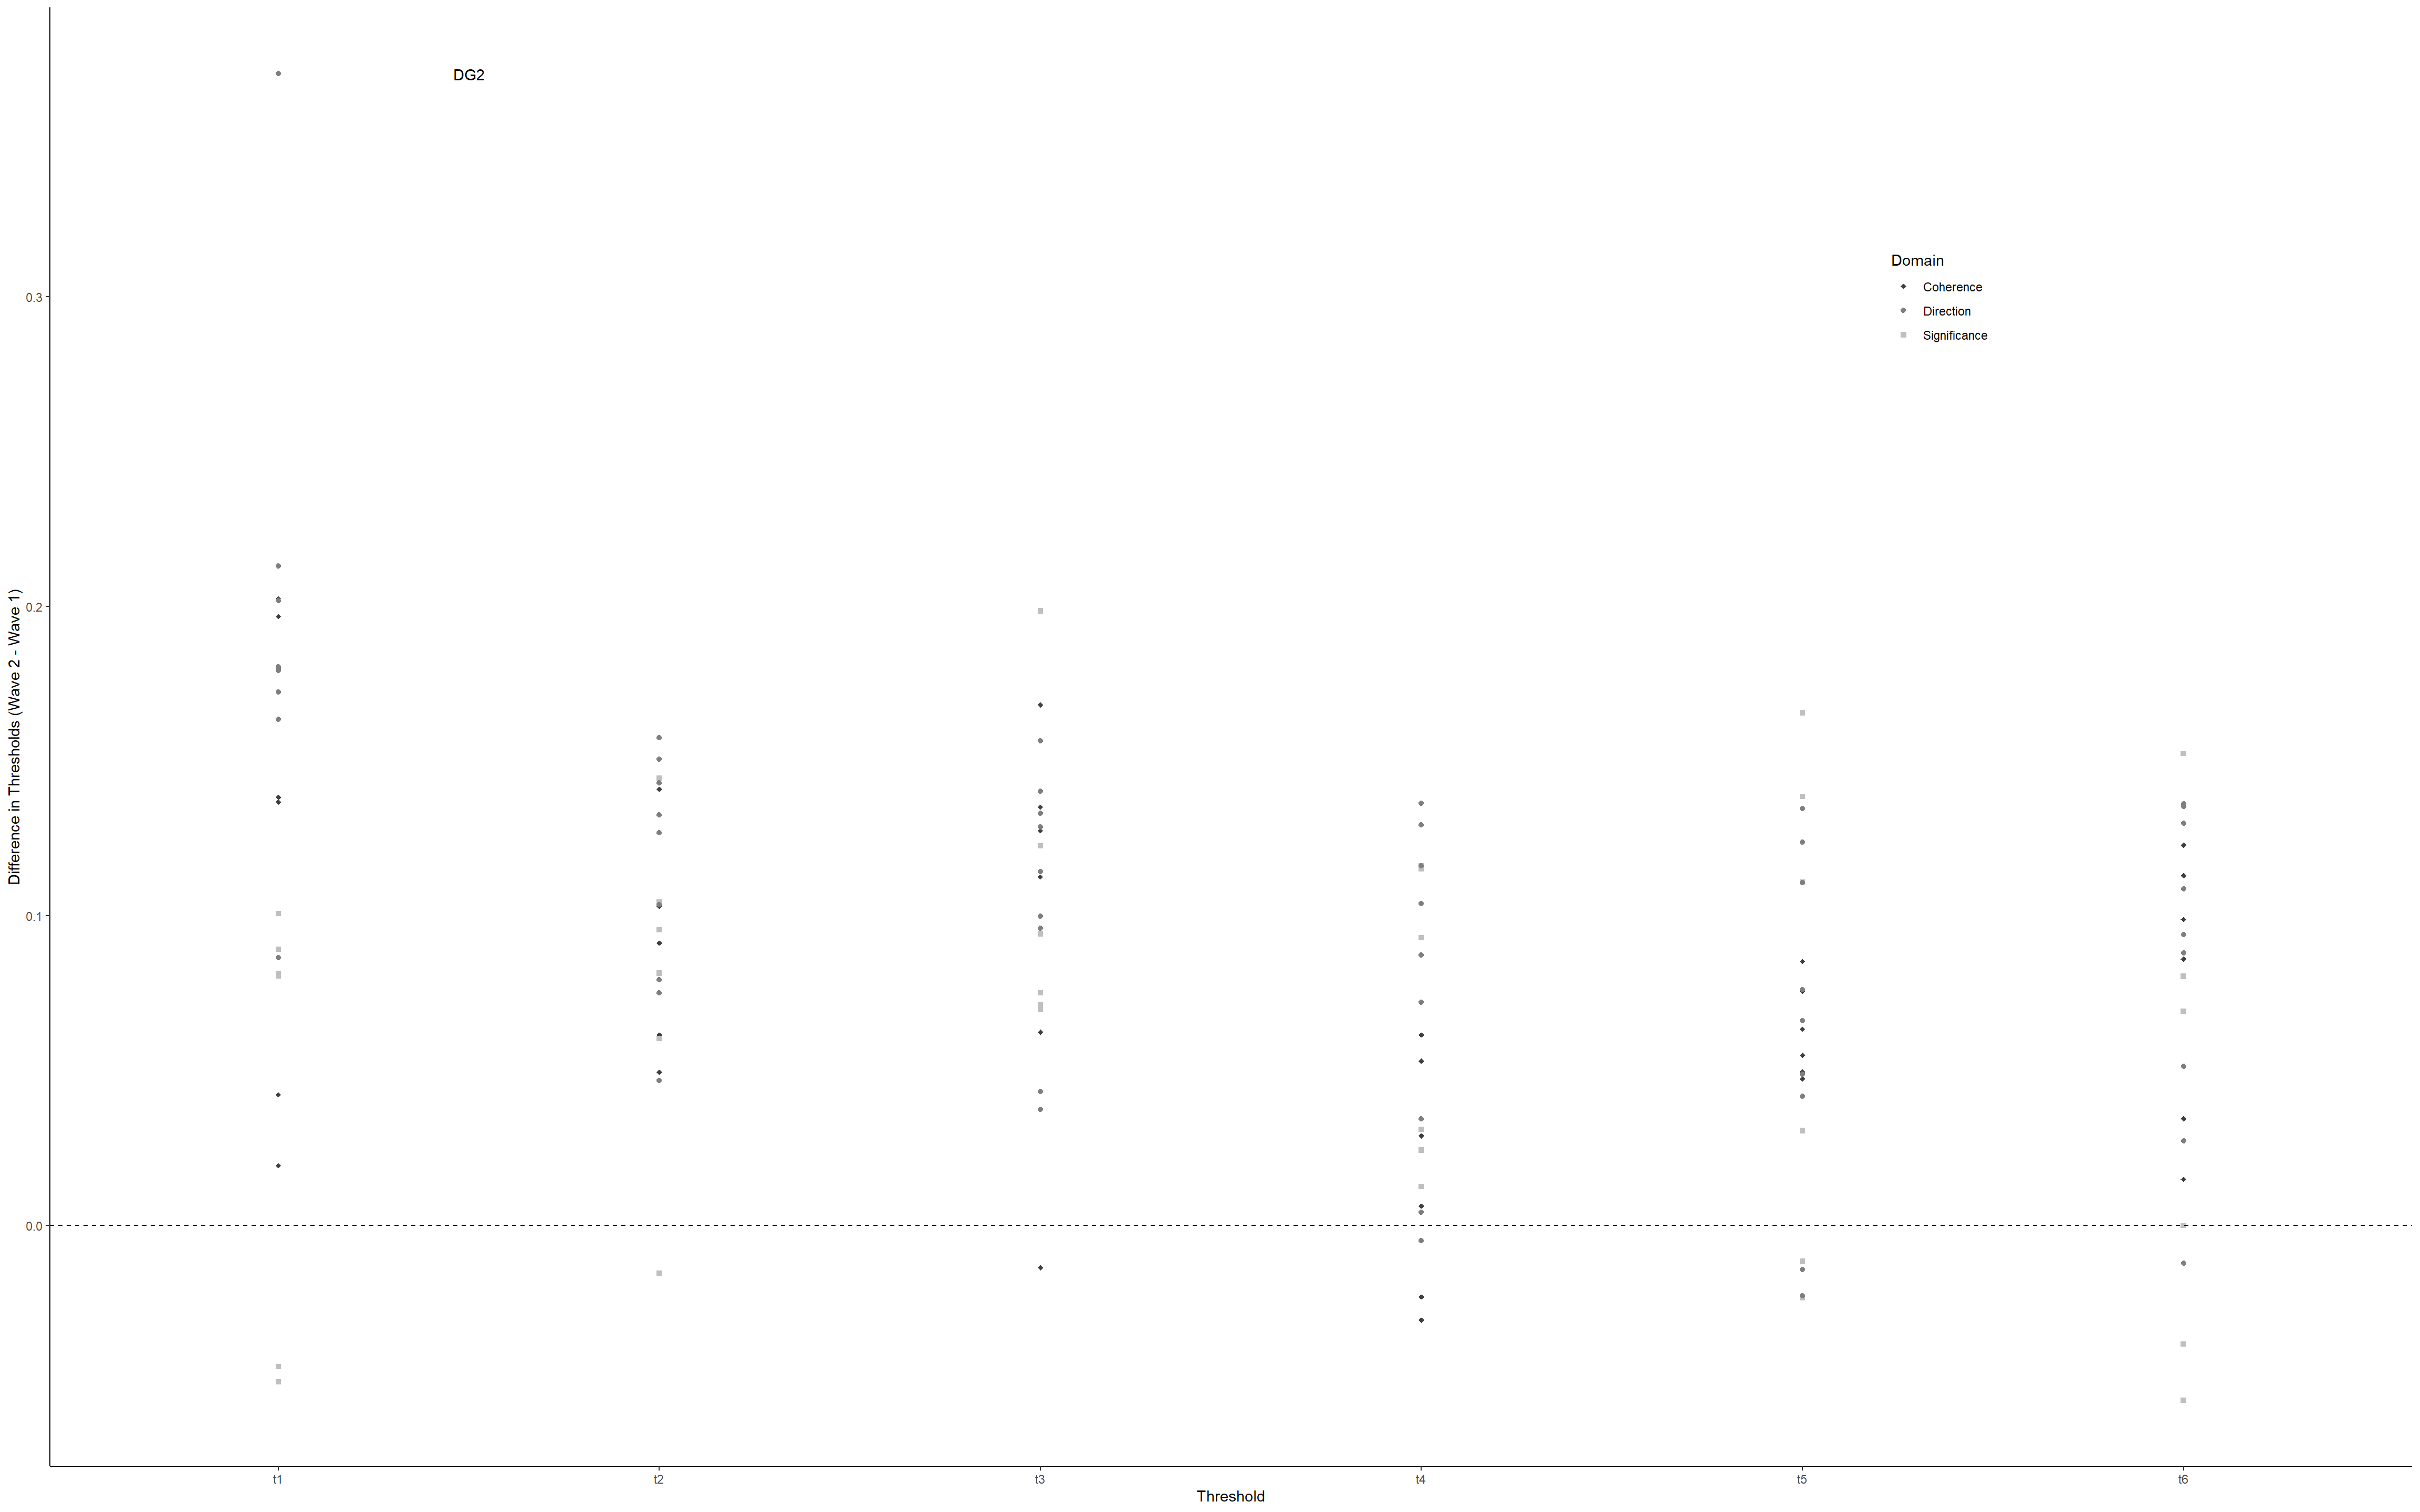 DG2
Domain
Coherence
Direction
Significance
Difference in Thresholds (Wave 2 - Wave 1)
0.3
0.2
0.1
0.0
t1 t2 t3 t4 t5 t6
Threshold